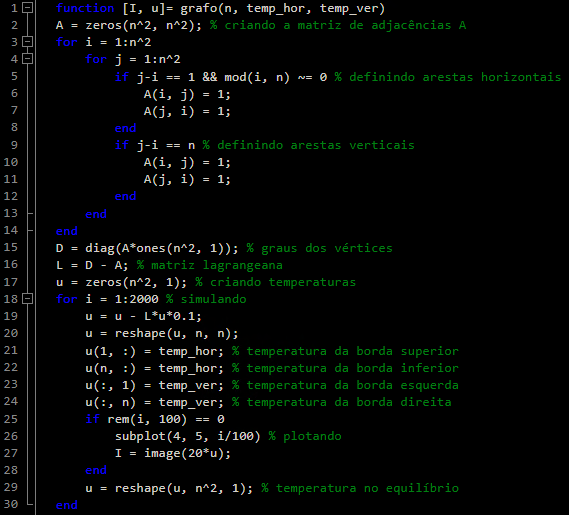 1 function [I, u]= grafo(n, temp_hor, temp_ver)
2 A = zeros(n^2, n^2); % criando a matriz de adjacências A
3 for i = 1:n^2
4 for j = 1:n^2
5 if j-i == 1 && mod(i, n) ~= 0 % definindo arestas horizontais
6 A(i, j) = 1;
7 A(j, i) = 1;
8 end
9 if j-i == n % definindo arestas verticais
10 A(i, j) = 1;
11 A(j, i) = 1;
12 end
13 end
14 end
15 D = diag(A*ones(n^2, 1)); % graus dos vértices
16 L = D - A; % matriz lagrangeana
17 u = zeros(n^2, 1); % criando temperaturas
18 for i = 1:2000 % simulando
19 u = u - L*u*0.1;
20 u = reshape(u, n, n);
21 u(1, :) = temp_hor; % temperatura da borda superior
22 u(n, :) = temp_hor; % temperatura da borda inferior
23 u(:, 1) = temp_ver; % temperatura da borda esquerda
24 u(:, n) = temp_ver; % temperatura da borda direita
25 if rem(i, 100) == 0
26 subplot(4, 5, i/100) % plotando
27 I = image(20*u);
28 end
29 u = reshape(u, n^2, 1); % temperatura no equilíbrio
30 end